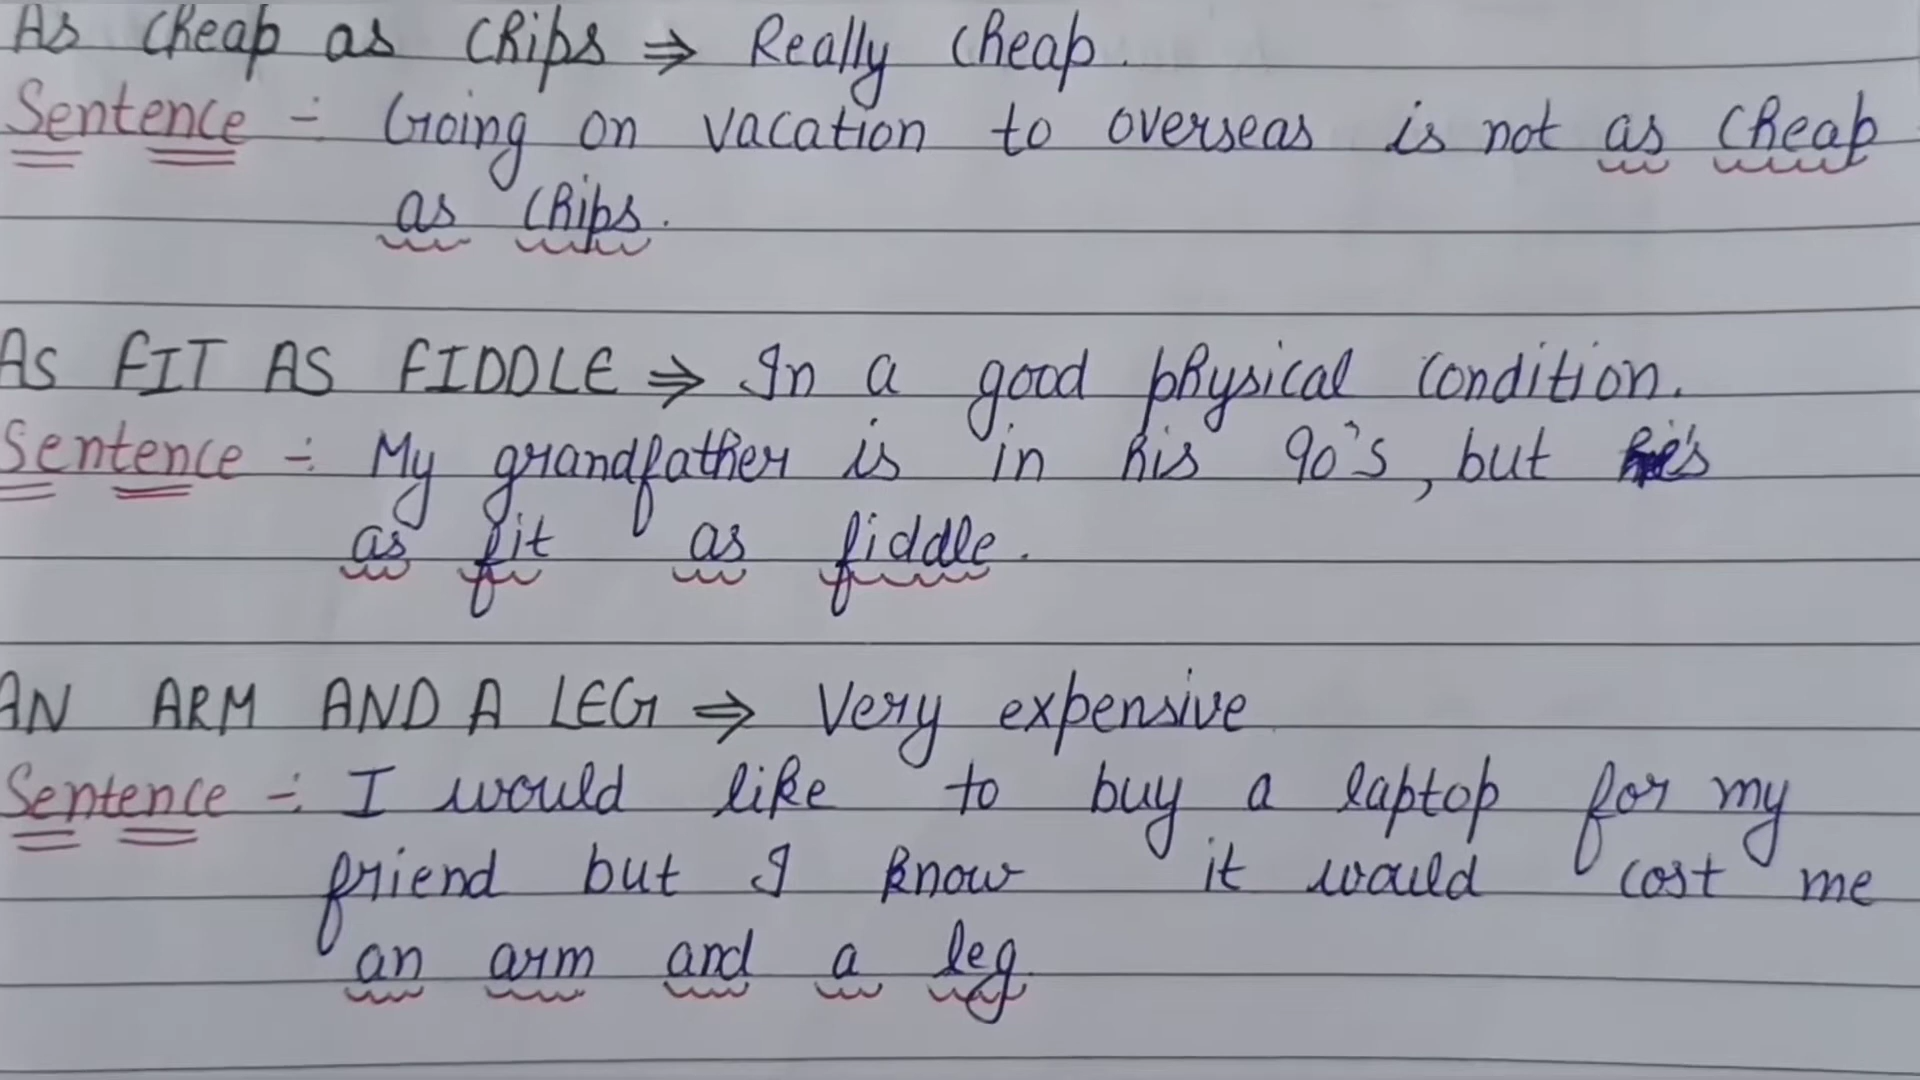 As cheap as chips ⇒ Really cheap.
Sentence :- Going on vacation to overseas is not as cheap
as chips.
AS FIT AS FIDDLE ⇒ In a good physical condition.
Sentence :- My grandfather is in his 90's, but he's
as fit as fiddle.
AN ARM AND A LEG ⇒ Very expensive
Sentence :- I would like to buy a laptop for my
friend but I know it would cost me
an arm and a leg